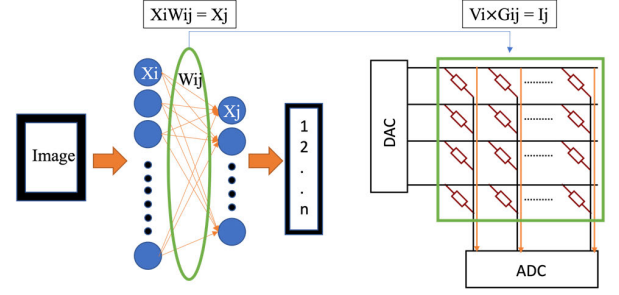 XiWij = Xj
Vi×Gij = Ij
Xi
Wij
Xj
Image
1
2
.
.
n
DAC
..........
..........
..........
..........
ADC